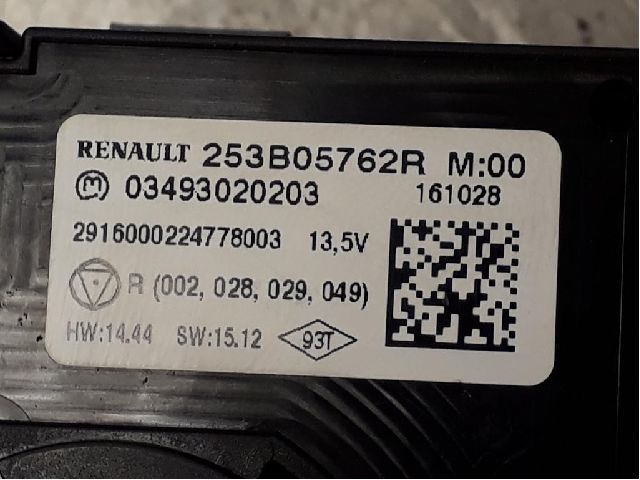 RENAULT 253B05762R M:00
M 03493020203 161028
2916000224778003 13,5V
R (002, 028, 029, 049)
HW:14.44 SW:15.12 93T